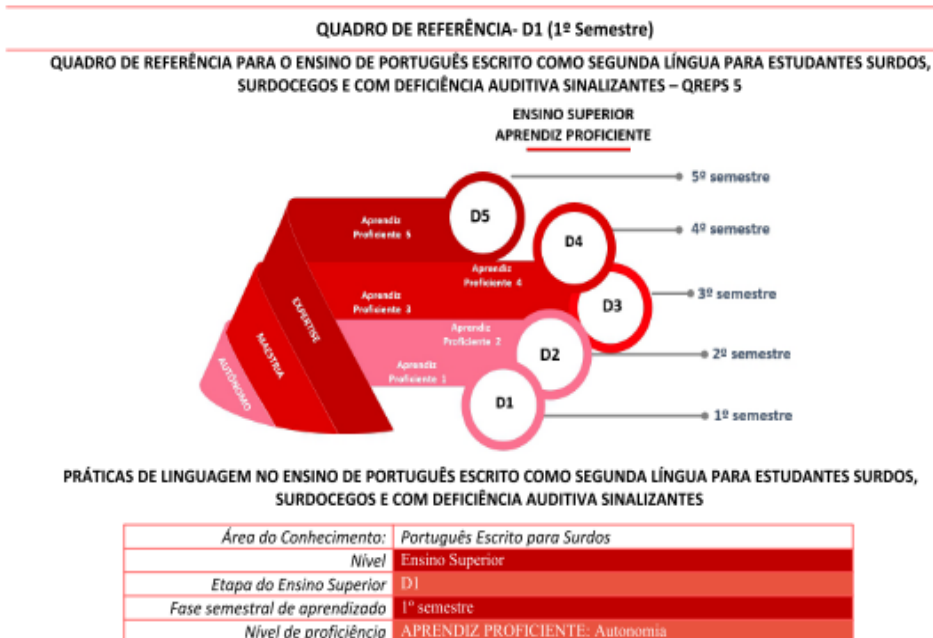 QUADRO DE REFERÊNCIA- D1 (1º Semestre)
QUADRO DE REFERÊNCIA PARA O ENSINO DE PORTUGUÊS ESCRITO COMO SEGUNDA LÍNGUA PARA ESTUDANTES SURDOS,
SURDOCEGOS E COM DEFICIÊNCIA AUDITIVA SINALIZANTES – QREPS 5
ENSINO SUPERIOR
APRENDIZ PROFICIENTE
5º semestre
D5
Aprendiz
Proficiente 5
4º semestre
D4
Aprendiz
Proficiente 4
3º semestre
D3
Aprendiz
Proficiente 3
EXPERTISE
Aprendiz
Proficiente 2
MAESTRIA
D2
2º semestre
Aprendiz
Proficiente 1
AUTÔNOMO
D1
1º semestre
PRÁTICAS DE LINGUAGEM NO ENSINO DE PORTUGUÊS ESCRITO COMO SEGUNDA LÍNGUA PARA ESTUDANTES SURDOS,
SURDOCEGOS E COM DEFICIÊNCIA AUDITIVA SINALIZANTES
Área do Conhecimento: Português Escrito para Surdos
Nível Ensino Superior
Etapa do Ensino Superior D1
Fase semestral de aprendizado 1º semestre
Nível de proficiência APRENDIZ PROFICIENTE: Autonomia